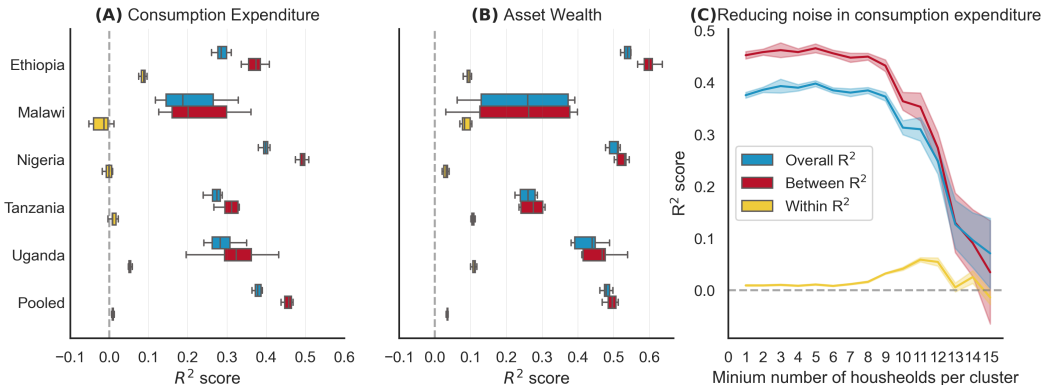 (A) Consumption Expenditure
Ethiopia
Malawi
Nigeria
Tanzania
Uganda
Pooled
−0.1 0.0 0.1 0.2 0.3 0.4 0.5 0.6
R² score
(B) Asset Wealth
−0.1 0.0 0.1 0.2 0.3 0.4 0.5 0.6
R² score
(C)Reducing noise in consumption expenditure
0.5
0.4
0.3
0.2
0.1
0.0
R² score
Overall R²
Between R²
Within R²
0 1 2 3 4 5 6 7 8 9 10 11 12 13 14 15
Minium number of housheolds per cluster